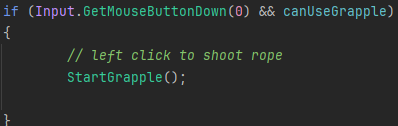 if (Input.GetMouseButtonDown(0) && canUseGrapple)
{
// left click to shoot rope
StartGrapple();
}